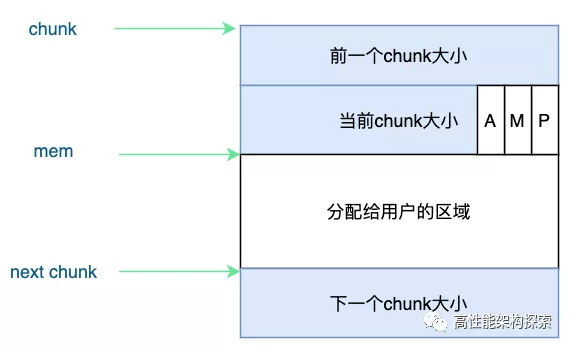 chunk
前一个chunk大小
当前chunk大小
A M P
mem
分配给用户的区域
next chunk
下一个chunk大小
高性能架构探索